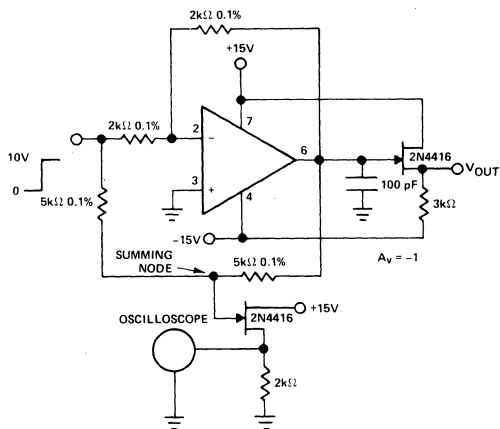 2kΩ 0.1%
+15V
2kΩ 0.1%
2
−
7
6
2N4416
VOUT
10V
0
3
+
4
100 pF
3kΩ
5kΩ 0.1%
−15V
AV = −1
SUMMING
NODE
5kΩ 0.1%
+15V
OSCILLOSCOPE
2N4416
2kΩ